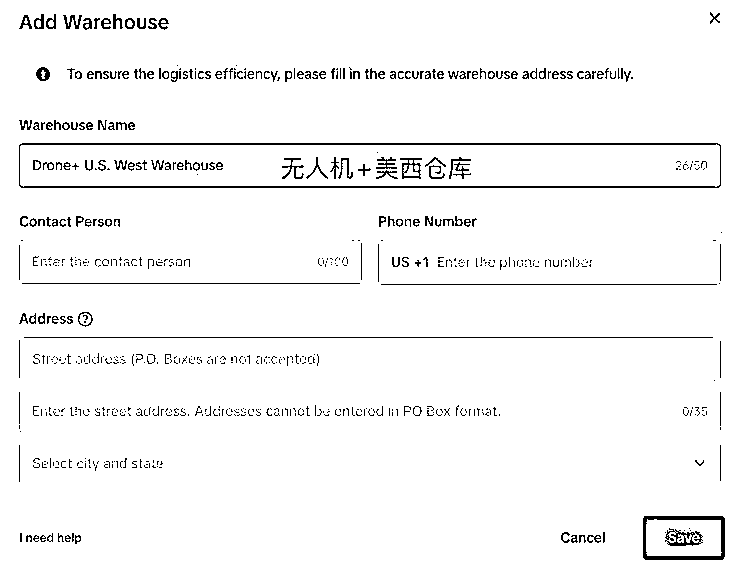 Add Warehouse
To ensure the logistics efficiency, please fill in the accurate warehouse address carefully.
Warehouse Name
Drone+ U.S. West Warehouse 无人机+美西仓库 26/50
Contact Person Phone Number
Enter the contact person 0/100 US +1 Enter the phone number
Address
Street address (P.O. Boxes are not accepted)
Enter the street address. Addresses cannot be entered in PO Box format. 0/35
Select city and state
I need help Cancel Save